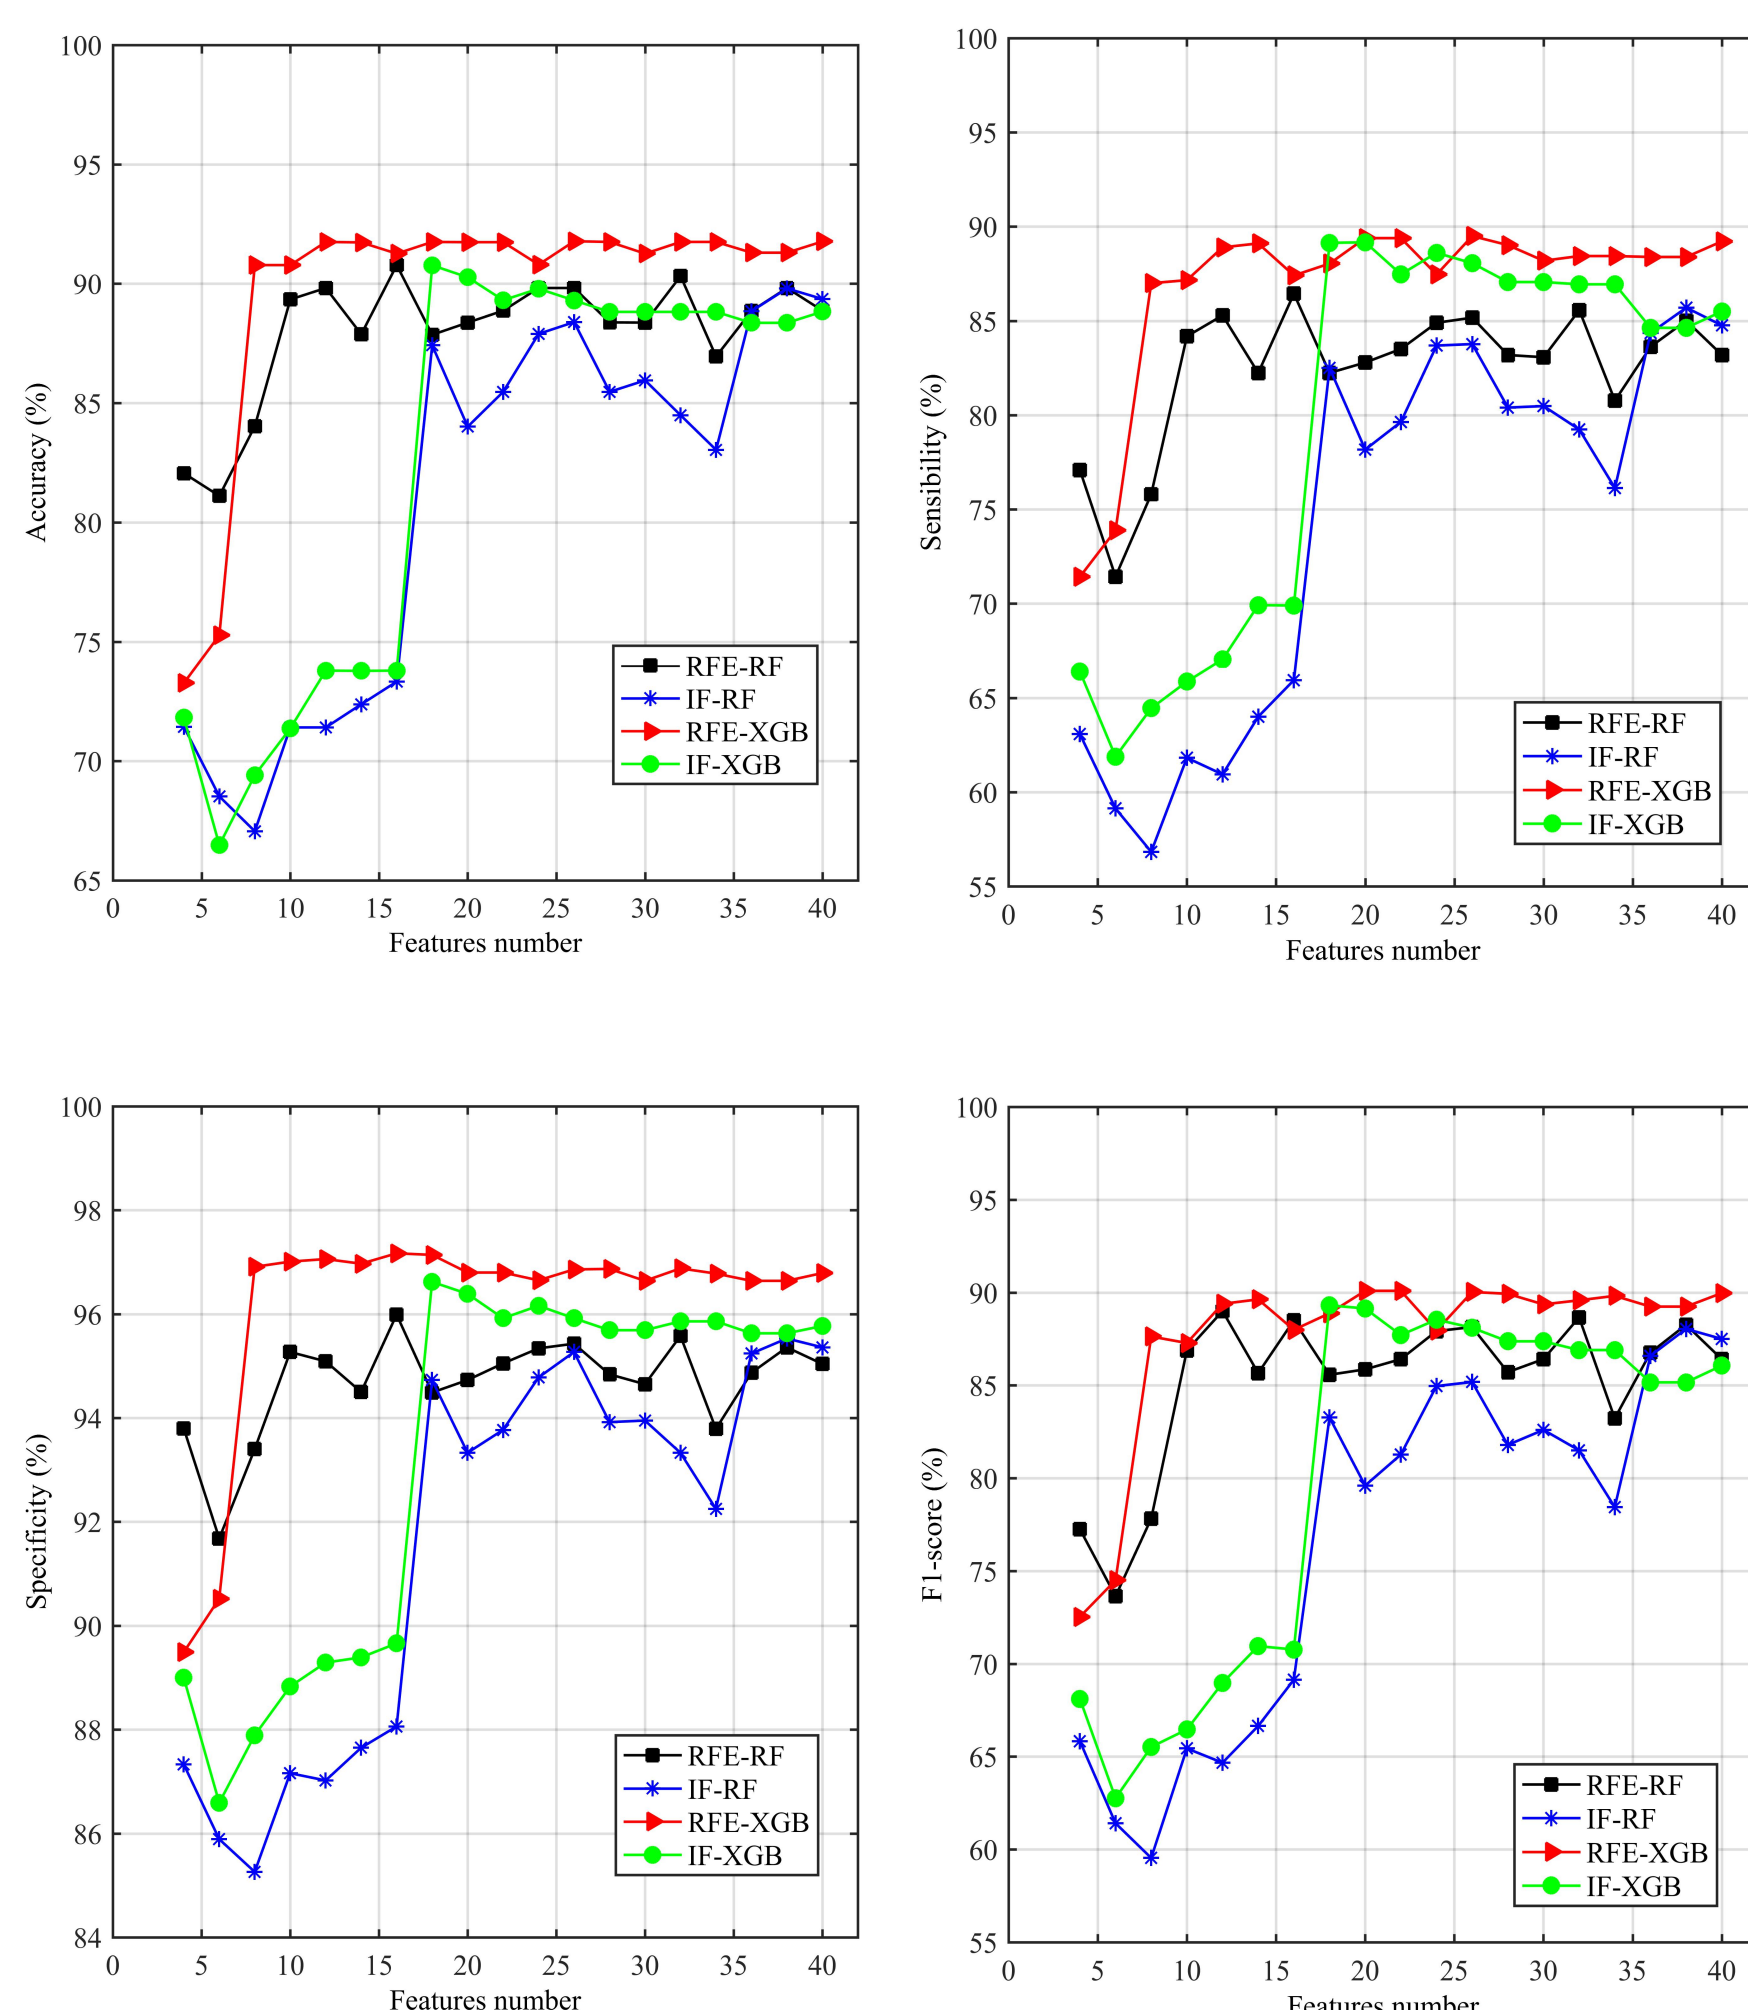 100
95
90
85
80
75
70
65
0 5 10 15 20 25 30 35 40
Features number
Accuracy (%)
RFE-RF
IF-RF
RFE-XGB
IF-XGB
100
95
90
85
80
75
70
65
60
55
0 5 10 15 20 25 30 35 40
Features number
Sensibility (%)
RFE-RF
IF-RF
RFE-XGB
IF-XGB
100
98
96
94
92
90
88
86
84
0 5 10 15 20 25 30 35 40
Features number
Specificity (%)
RFE-RF
IF-RF
RFE-XGB
IF-XGB
100
95
90
85
80
75
70
65
60
55
0 5 10 15 20 25 30 35 40
Features number
F1-score (%)
RFE-RF
IF-RF
RFE-XGB
IF-XGB